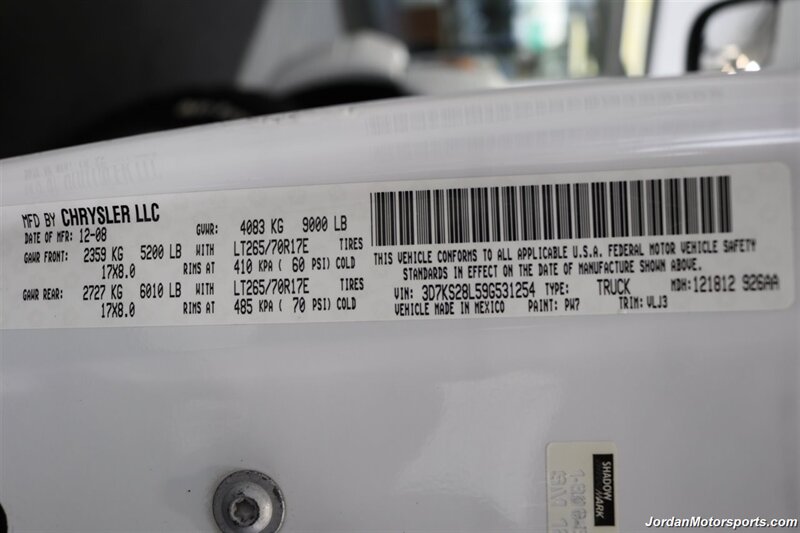 MFD BY CHRYSLER LLC
DATE OF MFR: 12-08 GVWR: 4083 KG 9000 LB
GAWR FRONT: 2359 KG 5200 LB WITH LT265/70R17E TIRES
17X8.0 RIMS AT 410 KPA ( 60 PSI) COLD
GAWR REAR: 2727 KG 6010 LB WITH LT265/70R17E TIRES
17X8.0 RIMS AT 485 KPA ( 70 PSI) COLD
THIS VEHICLE CONFORMS TO ALL APPLICABLE U.S.A. FEDERAL MOTOR VEHICLE SAFETY
STANDARDS IN EFFECT ON THE DATE OF MANUFACTURE SHOWN ABOVE.
VIN: 3D7KS28L59G531254 TYPE: TRUCK MDH: 121812 926AA
VEHICLE MADE IN MEXICO PAINT: PW7 TRIM: VLJ3
SHADOW
MARK
JordanMotorsports.com